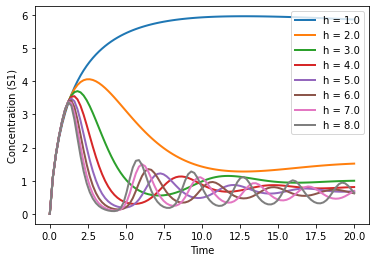 6
5
4
3
2
1
0
Concentration (S1)
h = 1.0
h = 2.0
h = 3.0
h = 4.0
h = 5.0
h = 6.0
h = 7.0
h = 8.0
0.0 2.5 5.0 7.5 10.0 12.5 15.0 17.5 20.0
Time